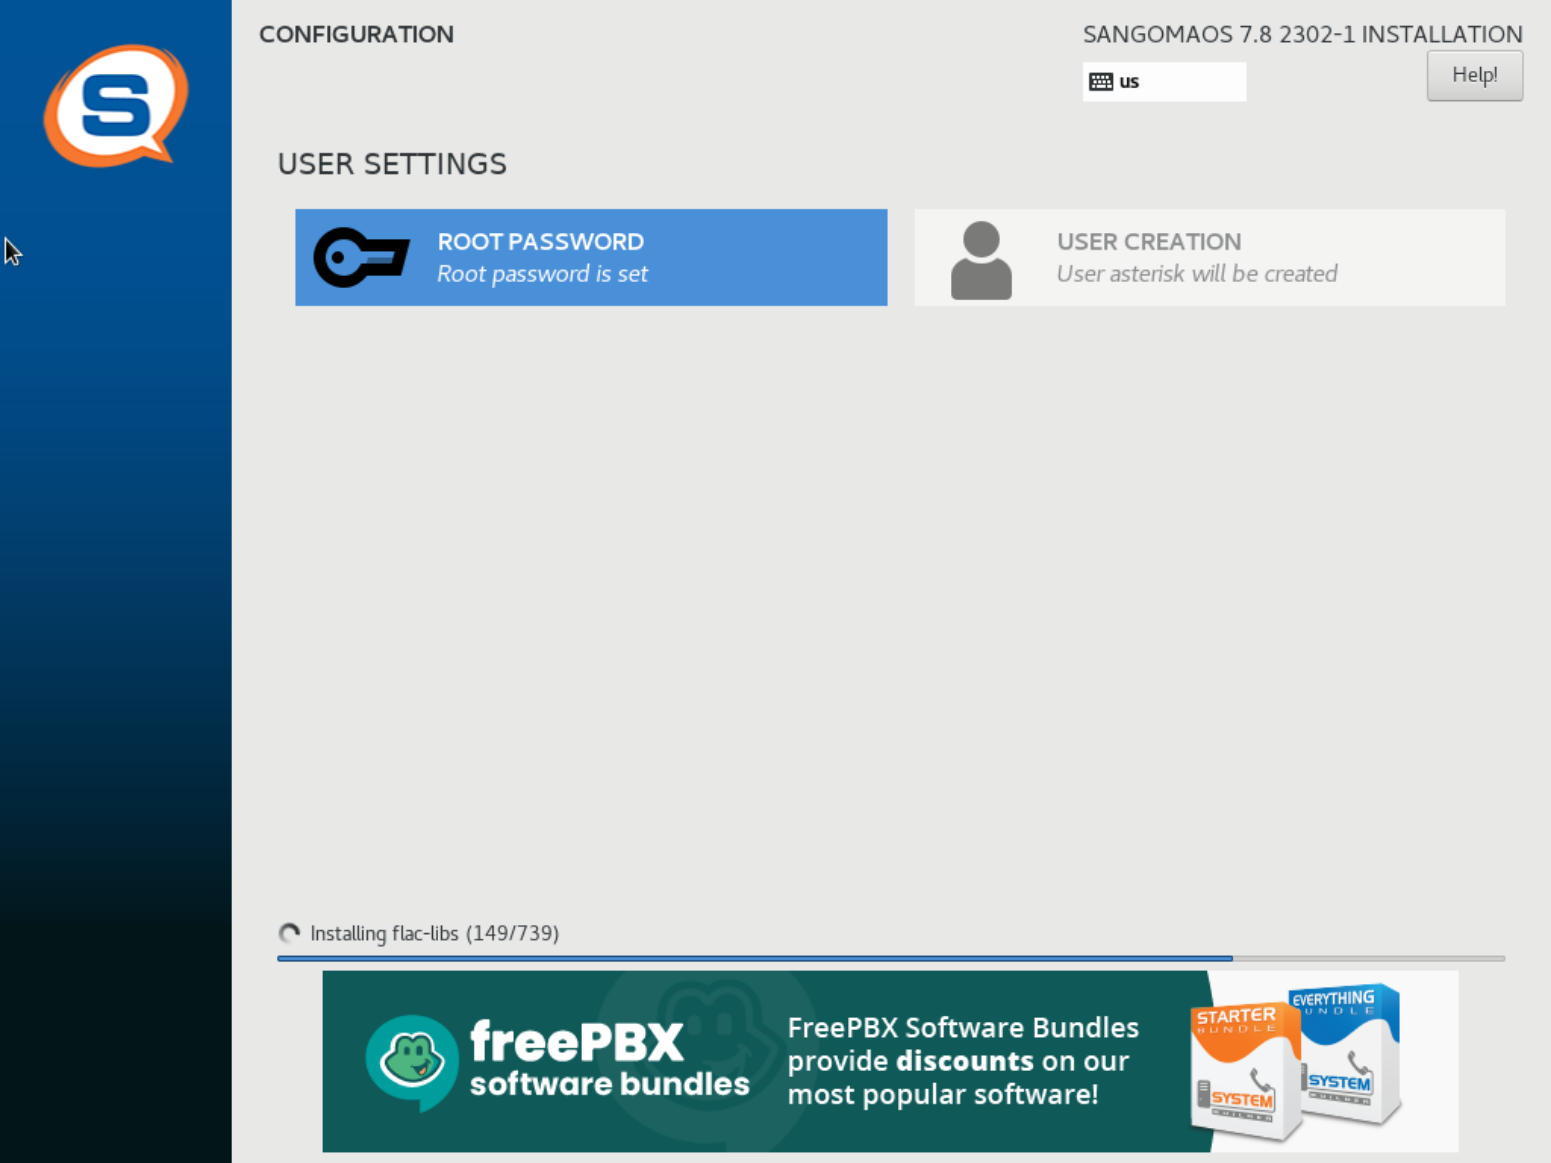 CONFIGURATION
SANGOMAOS 7.8 2302-1 INSTALLATION
us
Help!
USER SETTINGS
ROOT PASSWORD
Root password is set
USER CREATION
User asterisk will be created
Installing flac-libs (149/739)
freePBX
software bundles
FreePBX Software Bundles
provide discounts on our
most popular software!
STARTER
BUNDLE
SYSTEM
BUILDER
EVERYTHING
BUNDLE
SYSTEM
BUILDER